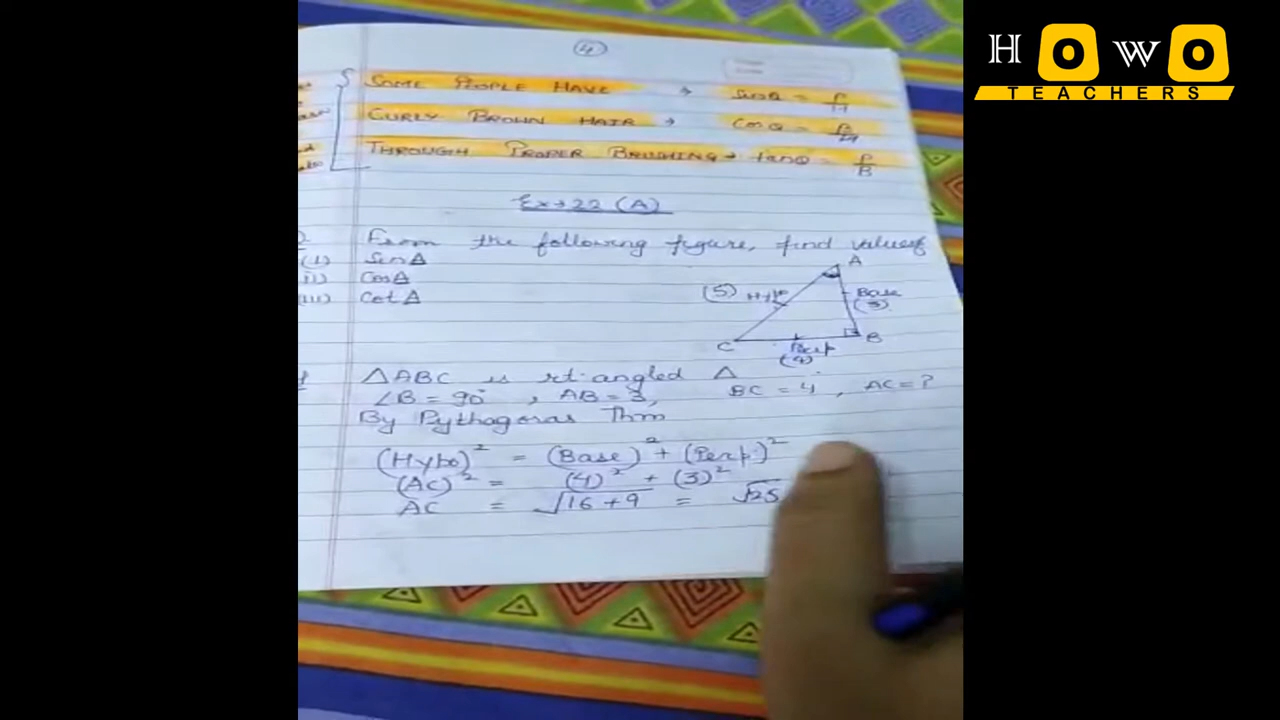 4
SOME PEOPLE HAVE → Sinθ = P/H
CURLY BROWN HAIR → Cosθ = B/H
THROUGH PROPER BRUSHING → tanθ = P/B
Ex → 22 (A)
From the following figure, find values
(i) Sin A
ii) Cos A
(iii) Cot A
A
(5) Hypo
Base
(3)
C
B
Perp
(4)
△ABC is rt. angled △
∠B = 90°, AB = 3, BC = 4, AC = ?
By Pythagoras Thm
(Hypo)² = (Base)² + (Perp.)²
(AC)² = (4)² + (3)²
AC = √16 + 9 = √25
HOWO
TEACHERS